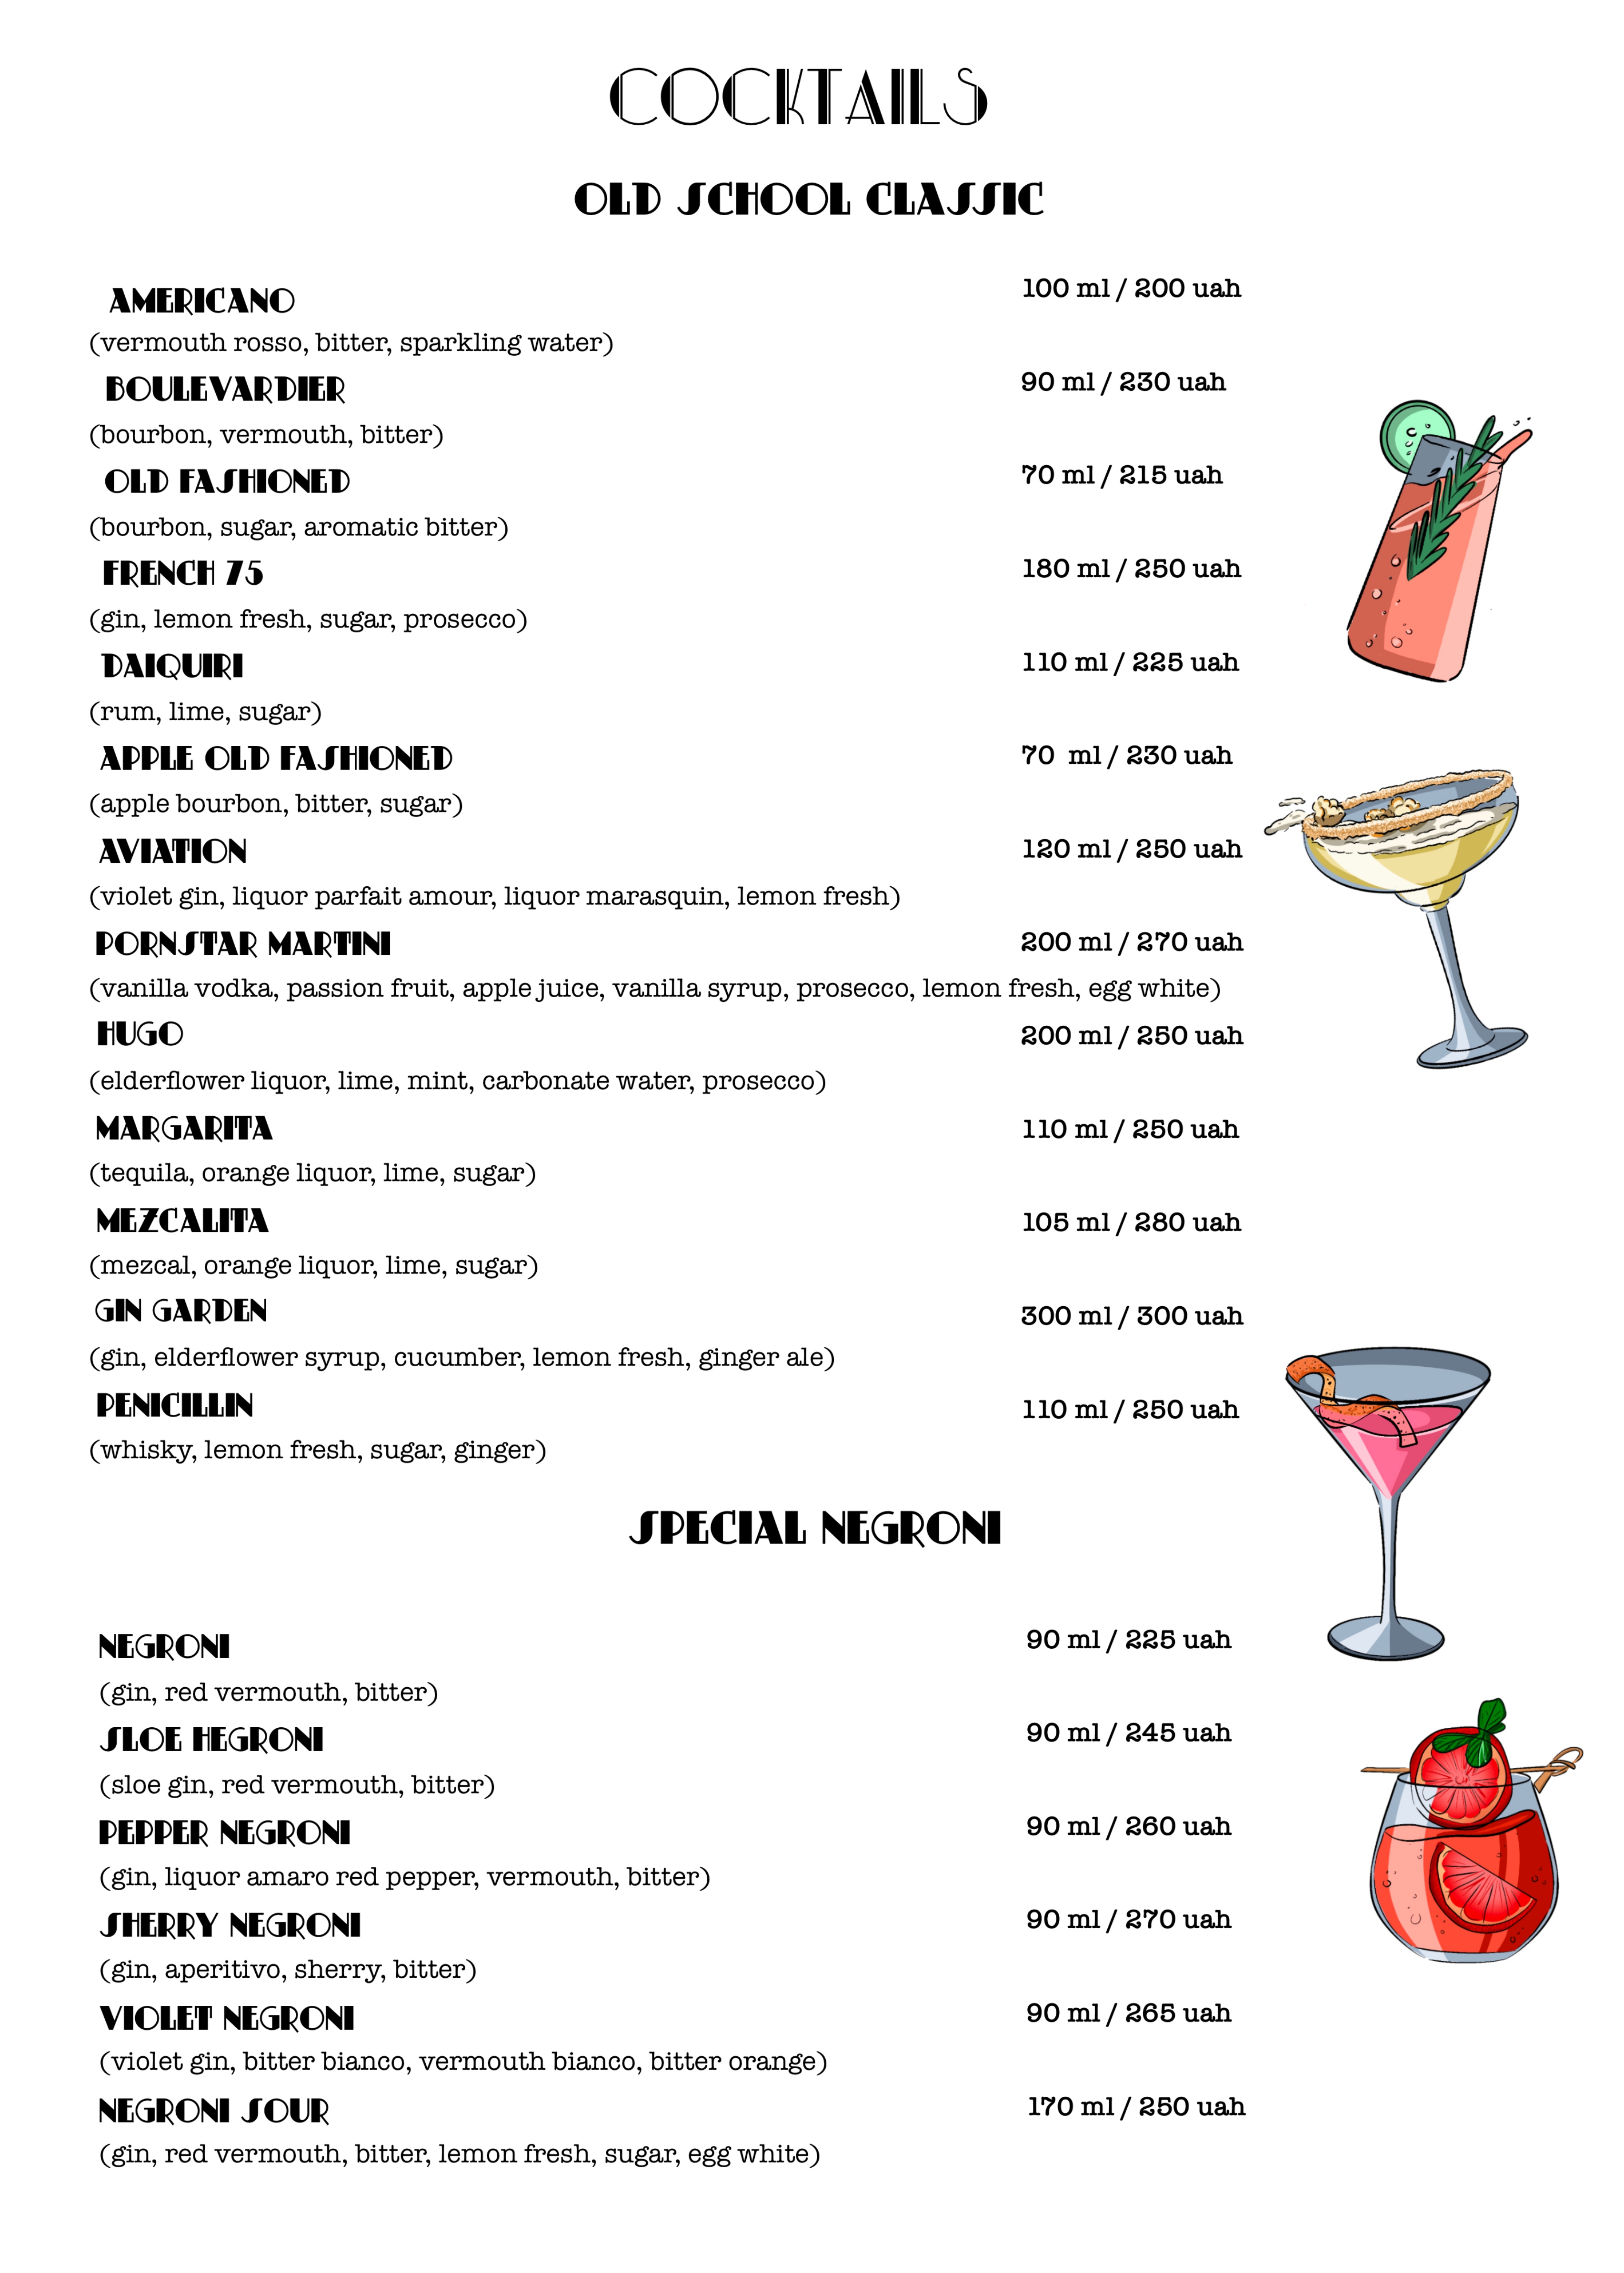 COCKTAILS
OLD SCHOOL CLASSIC
AMERICANO 100 ml / 200 uah
(vermouth rosso, bitter, sparkling water)
BOULEVARDIER 90 ml / 230 uah
(bourbon, vermouth, bitter)
OLD FASHIONED 70 ml / 215 uah
(bourbon, sugar, aromatic bitter)
FRENCH 75 180 ml / 250 uah
(gin, lemon fresh, sugar, prosecco)
DAIQUIRI 110 ml / 225 uah
(rum, lime, sugar)
APPLE OLD FASHIONED 70 ml / 230 uah
(apple bourbon, bitter, sugar)
AVIATION 120 ml / 250 uah
(violet gin, liquor parfait amour, liquor marasquin, lemon fresh)
PORNSTAR MARTINI 200 ml / 270 uah
(vanilla vodka, passion fruit, apple juice, vanilla syrup, prosecco, lemon fresh, egg white)
HUGO 200 ml / 250 uah
(elderflower liquor, lime, mint, carbonate water, prosecco)
MARGARITA 110 ml / 250 uah
(tequila, orange liquor, lime, sugar)
MEZCALITA 105 ml / 280 uah
(mezcal, orange liquor, lime, sugar)
GIN GARDEN 300 ml / 300 uah
(gin, elderflower syrup, cucumber, lemon fresh, ginger ale)
PENICILLIN 110 ml / 250 uah
(whisky, lemon fresh, sugar, ginger)
SPECIAL NEGRONI
NEGRONI 90 ml / 225 uah
(gin, red vermouth, bitter)
SLOE HEGRONI 90 ml / 245 uah
(sloe gin, red vermouth, bitter)
PEPPER NEGRONI 90 ml / 260 uah
(gin, liquor amaro red pepper, vermouth, bitter)
SHERRY NEGRONI 90 ml / 270 uah
(gin, aperitivo, sherry, bitter)
VIOLET NEGRONI 90 ml / 265 uah
(violet gin, bitter bianco, vermouth bianco, bitter orange)
NEGRONI SOUR 170 ml / 250 uah
(gin, red vermouth, bitter, lemon fresh, sugar, egg white)